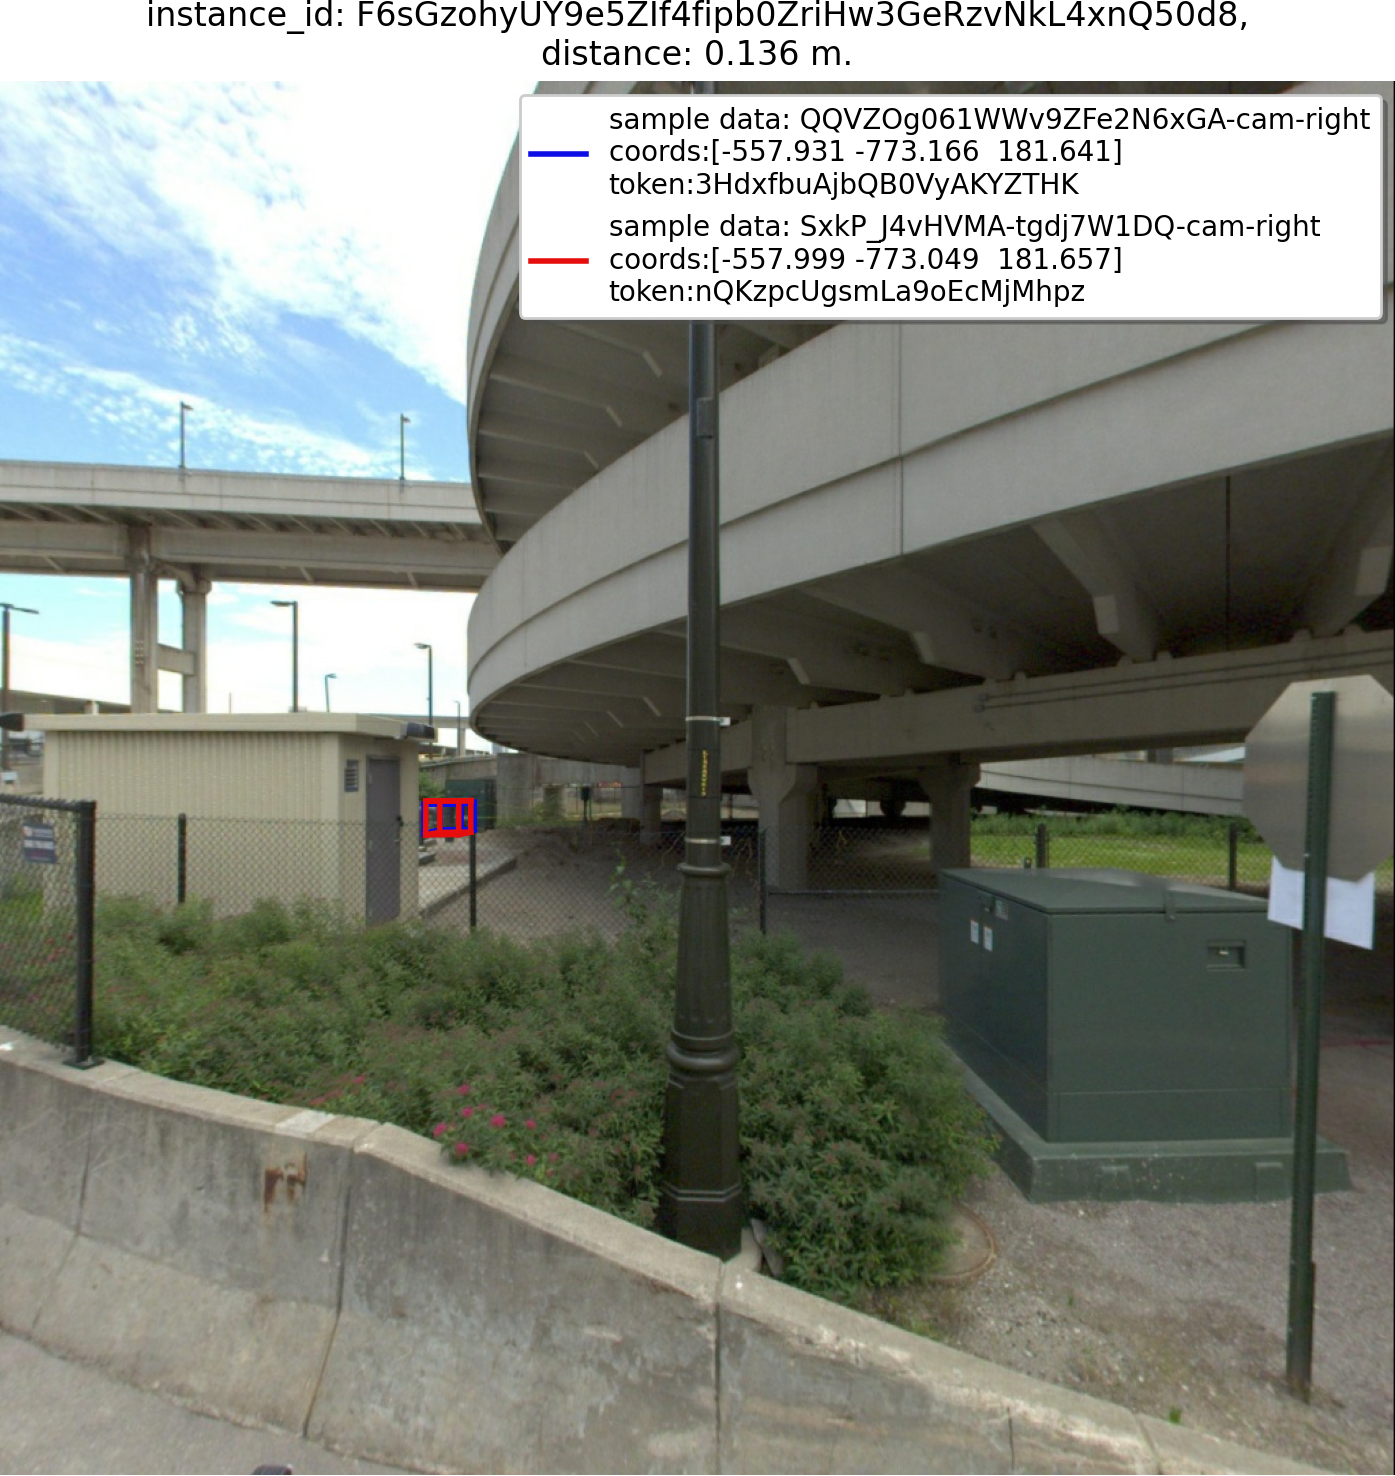 instance_id: F6sGzohyUY9e5ZIf4fipb0ZriHw3GeRzvNkL4xnQ50d8,
distance: 0.136 m.
sample data: QQVZOg061WWv9ZFe2N6xGA-cam-right
coords:[-557.931 -773.166  181.641]
token:3HdxfbuAjbQB0VyAKYZTHK
sample data: SxkP_J4vHVMA-tgdj7W1DQ-cam-right
coords:[-557.999 -773.049  181.657]
token:nQKzpcUgsmLa9oEcMjMhpz